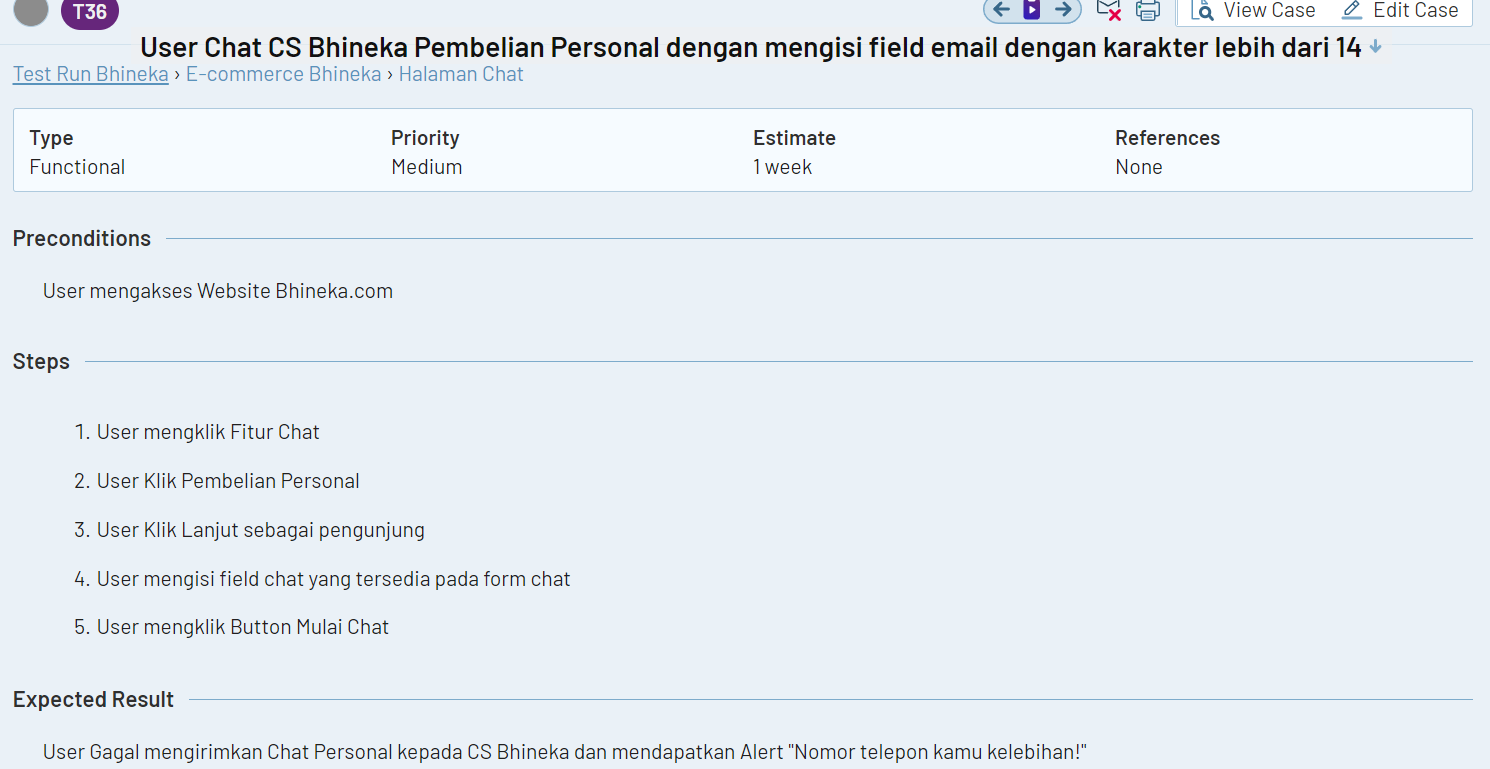 T36
View Case
Edit Case
User Chat CS Bhineka Pembelian Personal dengan mengisi field email dengan karakter lebih dari 14
Test Run Bhineka › E-commerce Bhineka › Halaman Chat
Type
Priority
Estimate
References
Functional
Medium
1 week
None
Preconditions
User mengakses Website Bhineka.com
Steps
1. User mengklik Fitur Chat
2. User Klik Pembelian Personal
3. User Klik Lanjut sebagai pengunjung
4. User mengisi field chat yang tersedia pada form chat
5. User mengklik Button Mulai Chat
Expected Result
User Gagal mengirimkan Chat Personal kepada CS Bhineka dan mendapatkan Alert "Nomor telepon kamu kelebihan!"